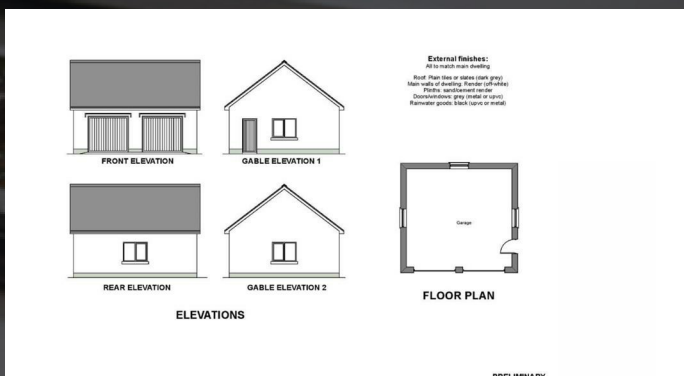 External finishes:
All to match main dwelling
Roof: Plain tiles or slates (dark grey)
Main walls of dwelling: Render (off-white)
Plinths: sand/cement render
Doors/windows: grey (metal or upvc)
Rainwater goods: black (upvc or metal)
FRONT ELEVATION
GABLE ELEVATION 1
Garage
REAR ELEVATION
GABLE ELEVATION 2
FLOOR PLAN
ELEVATIONS
PRELIMINARY